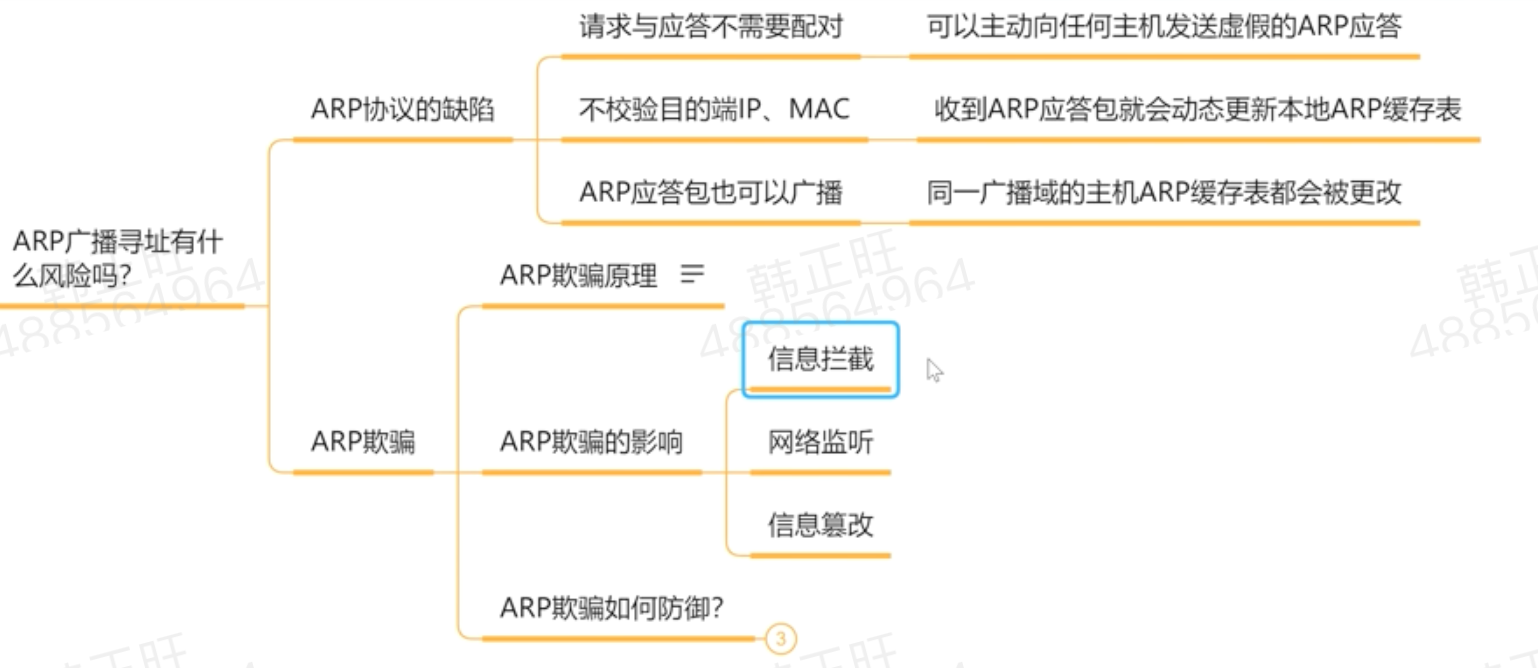 请求与应答不需要配对
可以主动向任何主机发送虚假的ARP应答
ARP协议的缺陷
不校验目的端IP、MAC
收到ARP应答包就会动态更新本地ARP缓存表
ARP应答包也可以广播
同一广播域的主机ARP缓存表都会被更改
ARP广播寻址有什
么风险吗?
ARP欺骗原理
韩正旺
488564964
韩正旺
488564964
韩正
4885
信息拦截
ARP欺骗
ARP欺骗的影响
网络监听
信息篡改
ARP欺骗如何防御?
3
韩正旺
正旺